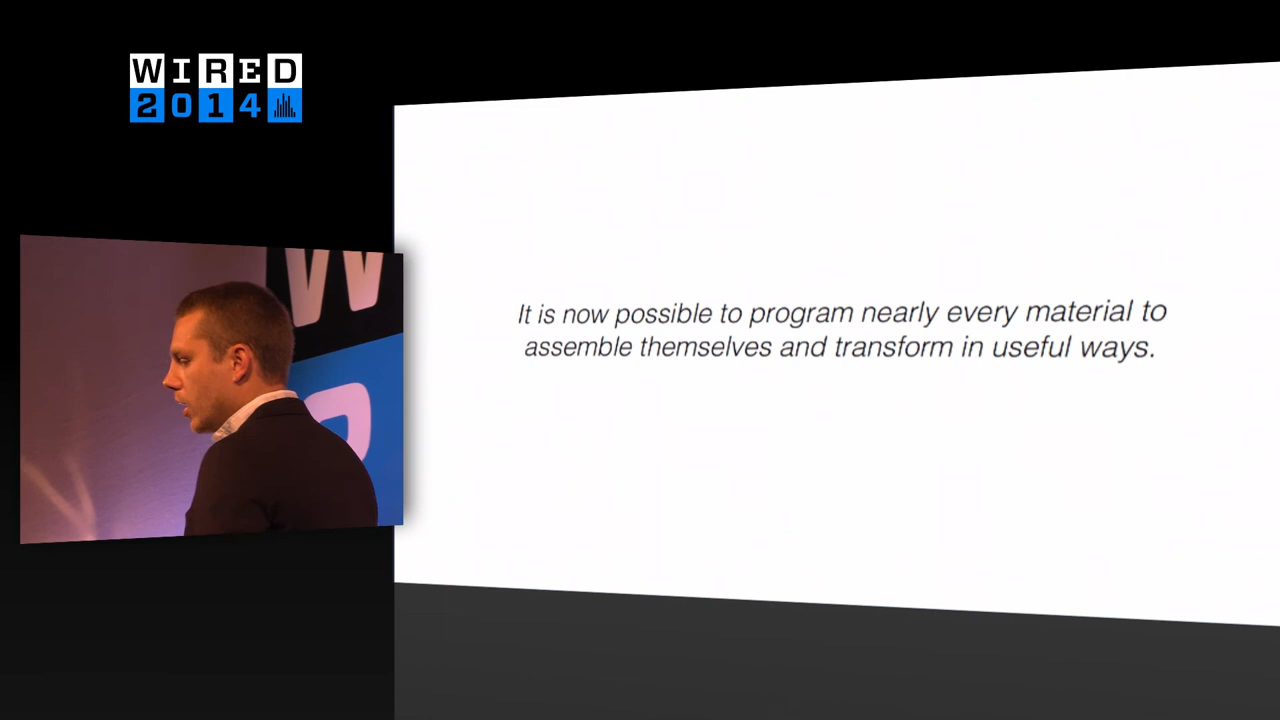 WIRED
2014
W
It is now possible to program nearly every material to
assemble themselves and transform in useful ways.